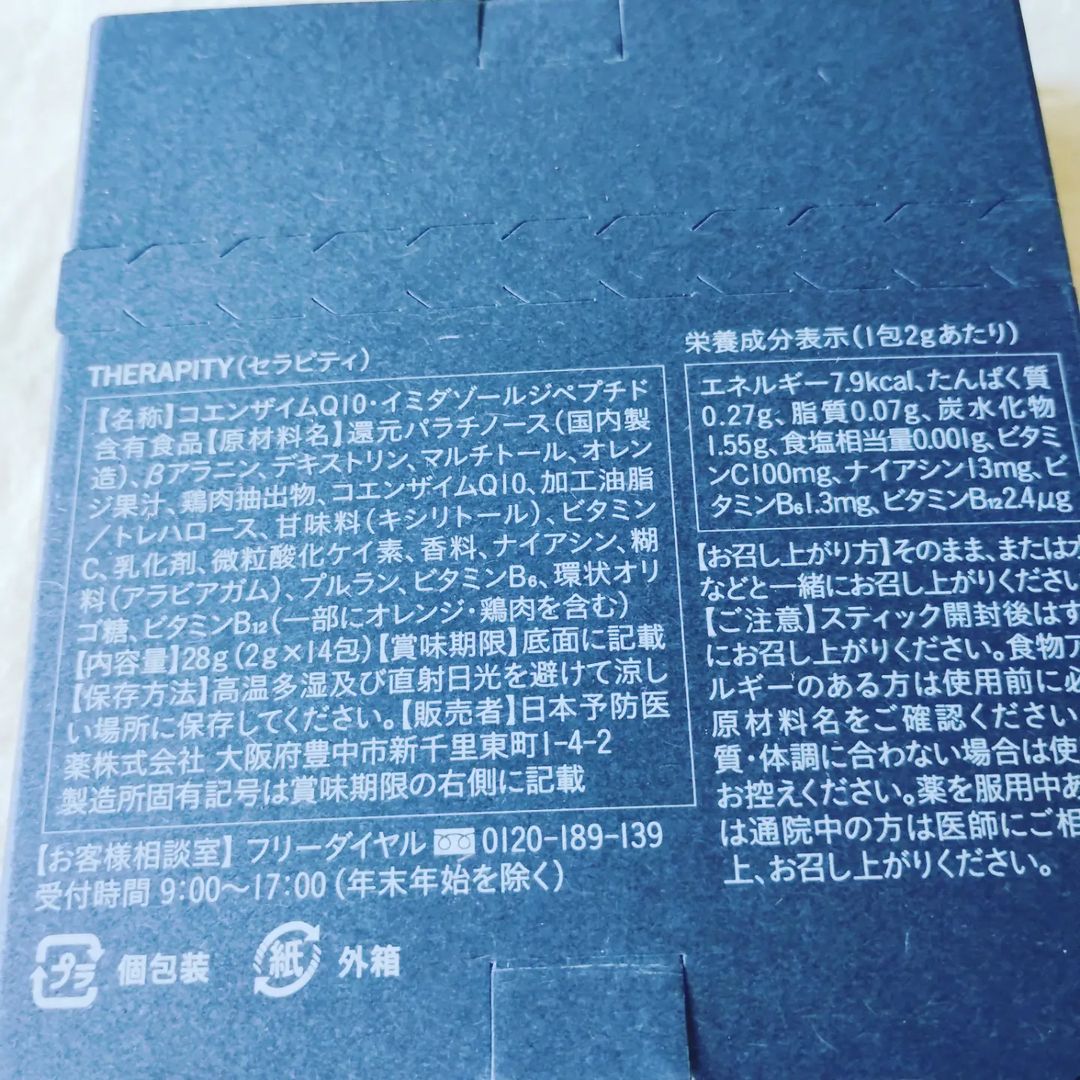 THERAPITY(セラピティ)
【名称】コエンザイムQ10・イミダゾールジペプチド
含有食品【原材料名】還元パラチノース(国内製
造)、βアラニン、デキストリン、マルチトール、オレン
ジ果汁、鶏肉抽出物、コエンザイムQ10、加工油脂
/トレハロース、甘味料(キシリトール)、ビタミン
C、乳化剤、微粒酸化ケイ素、香料、ナイアシン、糊
料(アラビアガム)、プルラン、ビタミンB₆、環状オリ
ゴ糖、ビタミンB₁₂(一部にオレンジ・鶏肉を含む)
【内容量】28g(2g×14包)【賞味期限】底面に記載
【保存方法】高温多湿及び直射日光を避けて涼し
い場所に保存してください。【販売者】日本予防医
薬株式会社 大阪府豊中市新千里東町1-4-2
製造所固有記号は賞味期限の右側に記載
【お客様相談室】フリーダイヤル 0120-189-139
受付時間 9:00〜17:00(年末年始を除く)
プラ 個包装 紙 外箱
栄養成分表示(1包2gあたり)
エネルギー7.9kcal、たんぱく質
0.27g、脂質0.07g、炭水化物
1.55g、食塩相当量0.001g、ビタミ
ンC100mg、ナイアシン13mg、ビ
タミンB₆1.3mg、ビタミンB₁₂2.4μg
【お召し上がり方】そのまま、または
などと一緒にお召し上がりください
【ご注意】スティック開封後はす
にお召し上がりください。食物ア
ルギーのある方は使用前に必
原材料名をご確認ください
質・体調に合わない場合は使
お控えください。薬を服用中あ
は通院中の方は医師にご相
上、お召し上がりください。